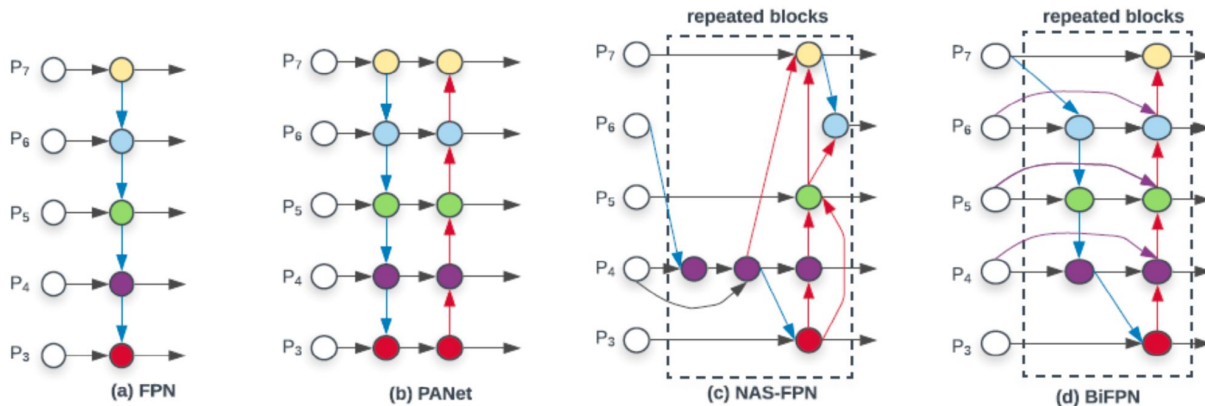 repeated blocks repeated blocks
P7 P7 P7 P7
P6 P6 P6 P6
P5 P5 P5 P5
P4 P4 P4 P4
P3 P3 P3 P3
(a) FPN (b) PANet (c) NAS-FPN (d) BiFPN